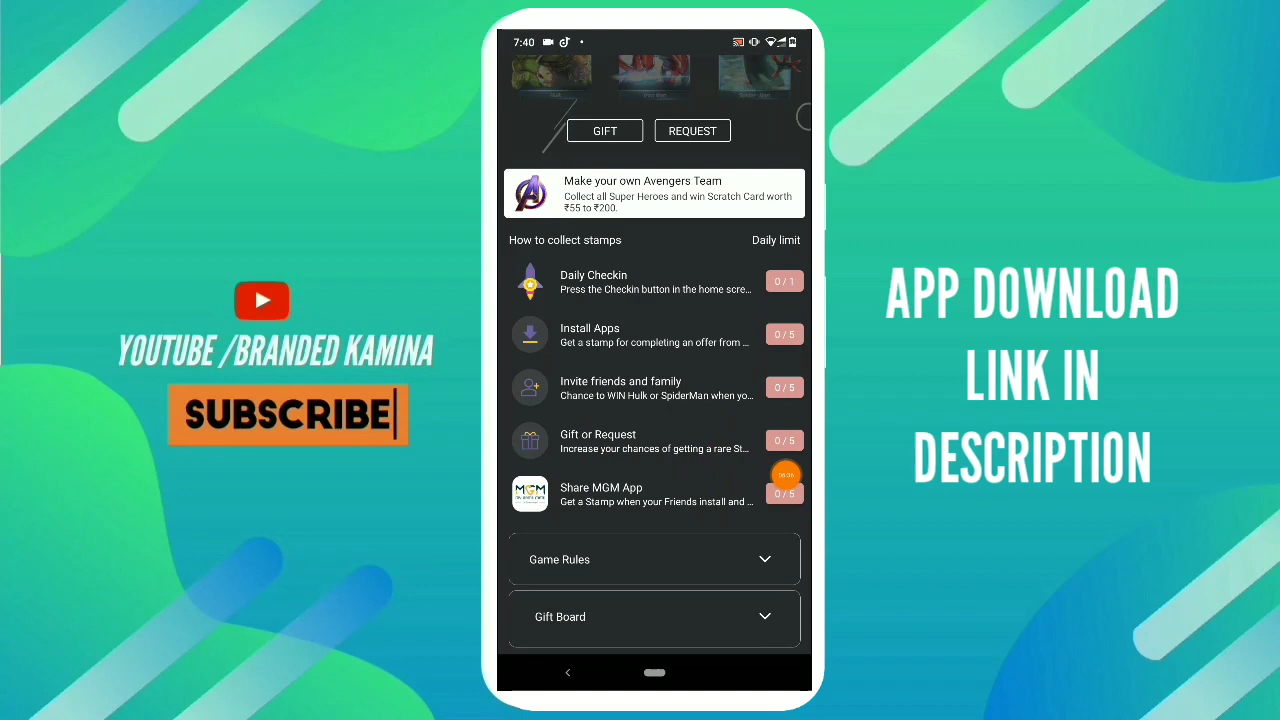 7:40
GIFT
REQUEST
Make your own Avengers Team
Collect all Super Heroes and win Scratch Card worth
₹55 to ₹200.
How to collect stamps
Daily limit
Daily Checkin
Press the Checkin button in the home scre...
0 / 1
Install Apps
Get a stamp for completing an offer from ...
0 / 5
Invite friends and family
Chance to WIN Hulk or SpiderMan when yo...
0 / 5
Gift or Request
Increase your chances of getting a rare St...
0 / 5
MGM
Share MGM App
Get a Stamp when your Friends install and ...
0 / 5
Game Rules
Gift Board
YOUTUBE /BRANDED KAMINA
SUBSCRIBE
APP DOWNLOAD
LINK IN
DESCRIPTION